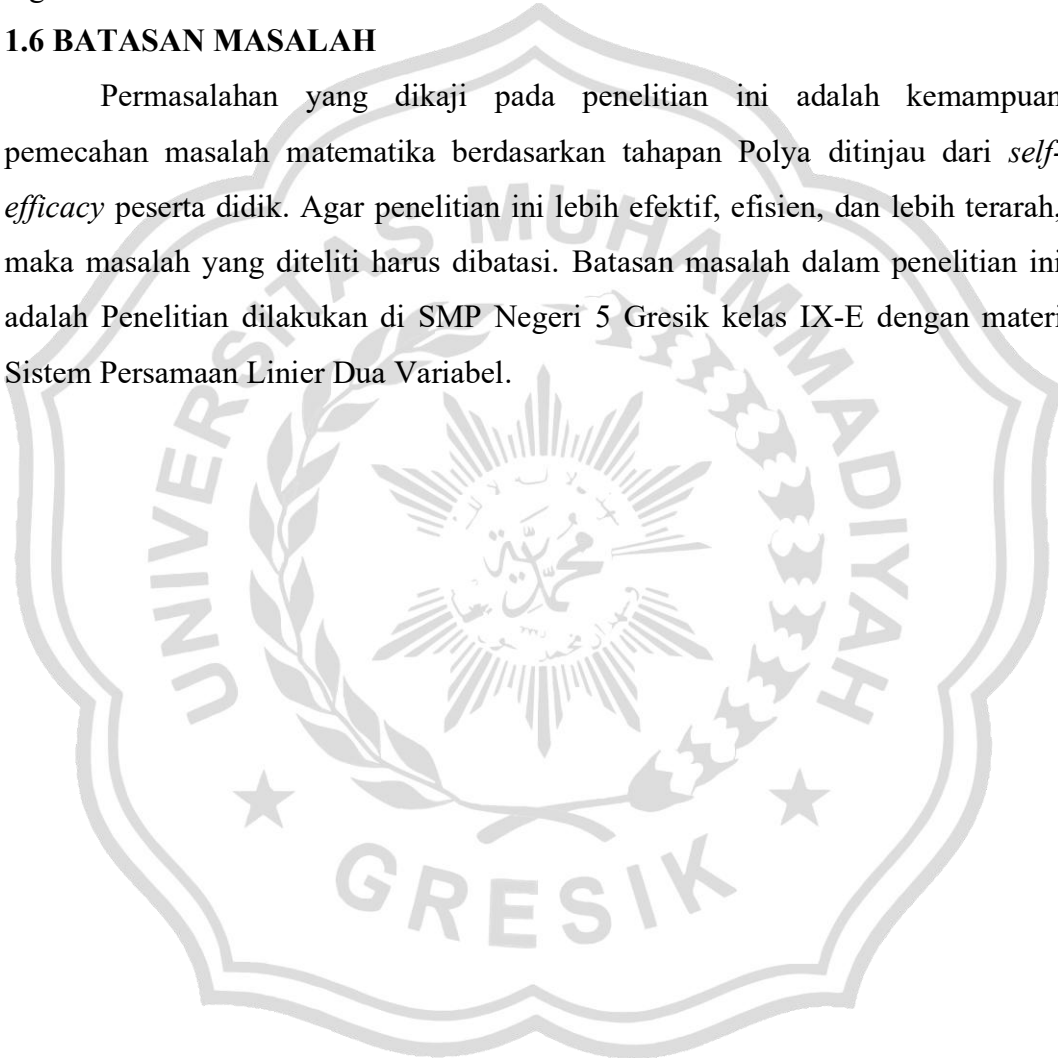 1.6 BATASAN MASALAH
Permasalahan yang dikaji pada penelitian ini adalah kemampuan
pemecahan masalah matematika berdasarkan tahapan Polya ditinjau dari self-
efficacy peserta didik. Agar penelitian ini lebih efektif, efisien, dan lebih terarah,
maka masalah yang diteliti harus dibatasi. Batasan masalah dalam penelitian ini
adalah Penelitian dilakukan di SMP Negeri 5 Gresik kelas IX-E dengan materi
Sistem Persamaan Linier Dua Variabel.
UNIVERSITAS MUHAMMADIYAH
GRESIK